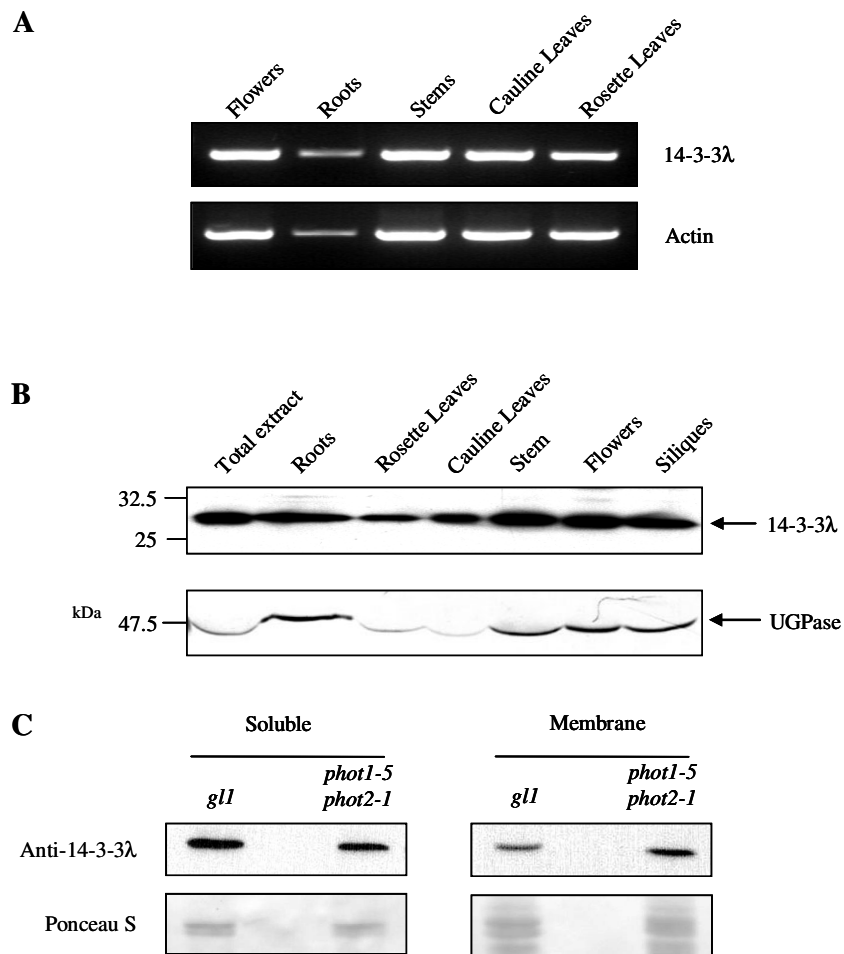 A
Flowers
Roots
Stems
Cauline Leaves
Rosette Leaves
14-3-3λ
Actin
B
Total extract
Roots
Rosette Leaves
Cauline Leaves
Stem
Flowers
Siliques
32.5
25
14-3-3λ
kDa
47.5
UGPase
C
Soluble
Membrane
gl1
phot1-5
phot2-1
gl1
phot1-5
phot2-1
Anti-14-3-3λ
Ponceau S